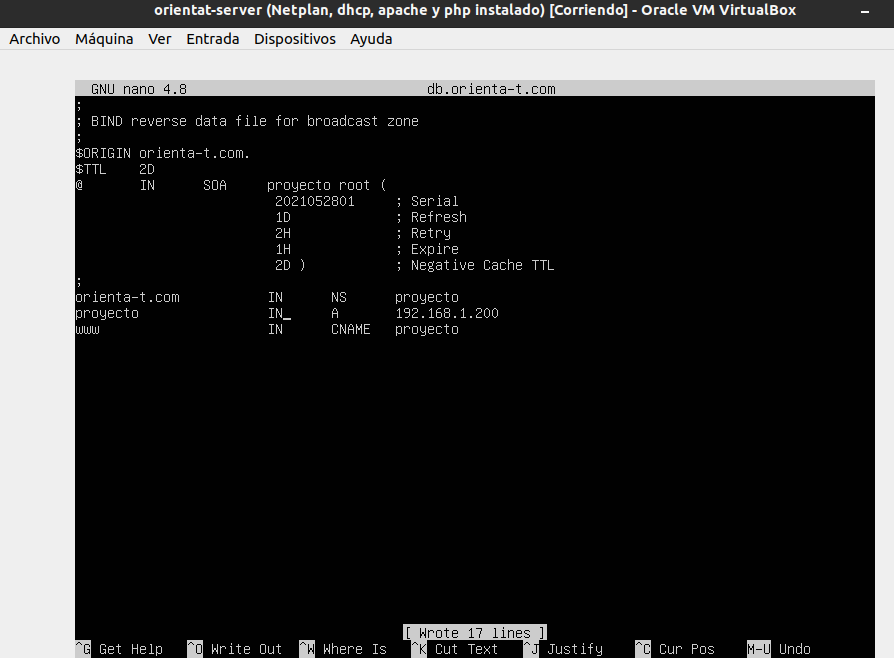 orientat-server (Netplan, dhcp, apache y php instalado) [Corriendo] - Oracle VM VirtualBox
Archivo Máquina Ver Entrada Dispositivos Ayuda
GNU nano 4.8 db.orienta-t.com
;
; BIND reverse data file for broadcast zone
;
$ORIGIN orienta-t.com.
$TTL 2D
@ IN SOA proyecto root (
2021052801 ; Serial
1D ; Refresh
2H ; Retry
1H ; Expire
2D ) ; Negative Cache TTL
;
orienta-t.com IN NS proyecto
proyecto IN_ A 192.168.1.200
www IN CNAME proyecto
[ Wrote 17 lines ]
^G Get Help ^O Write Out ^W Where Is ^K Cut Text ^J Justify ^C Cur Pos M-U Undo